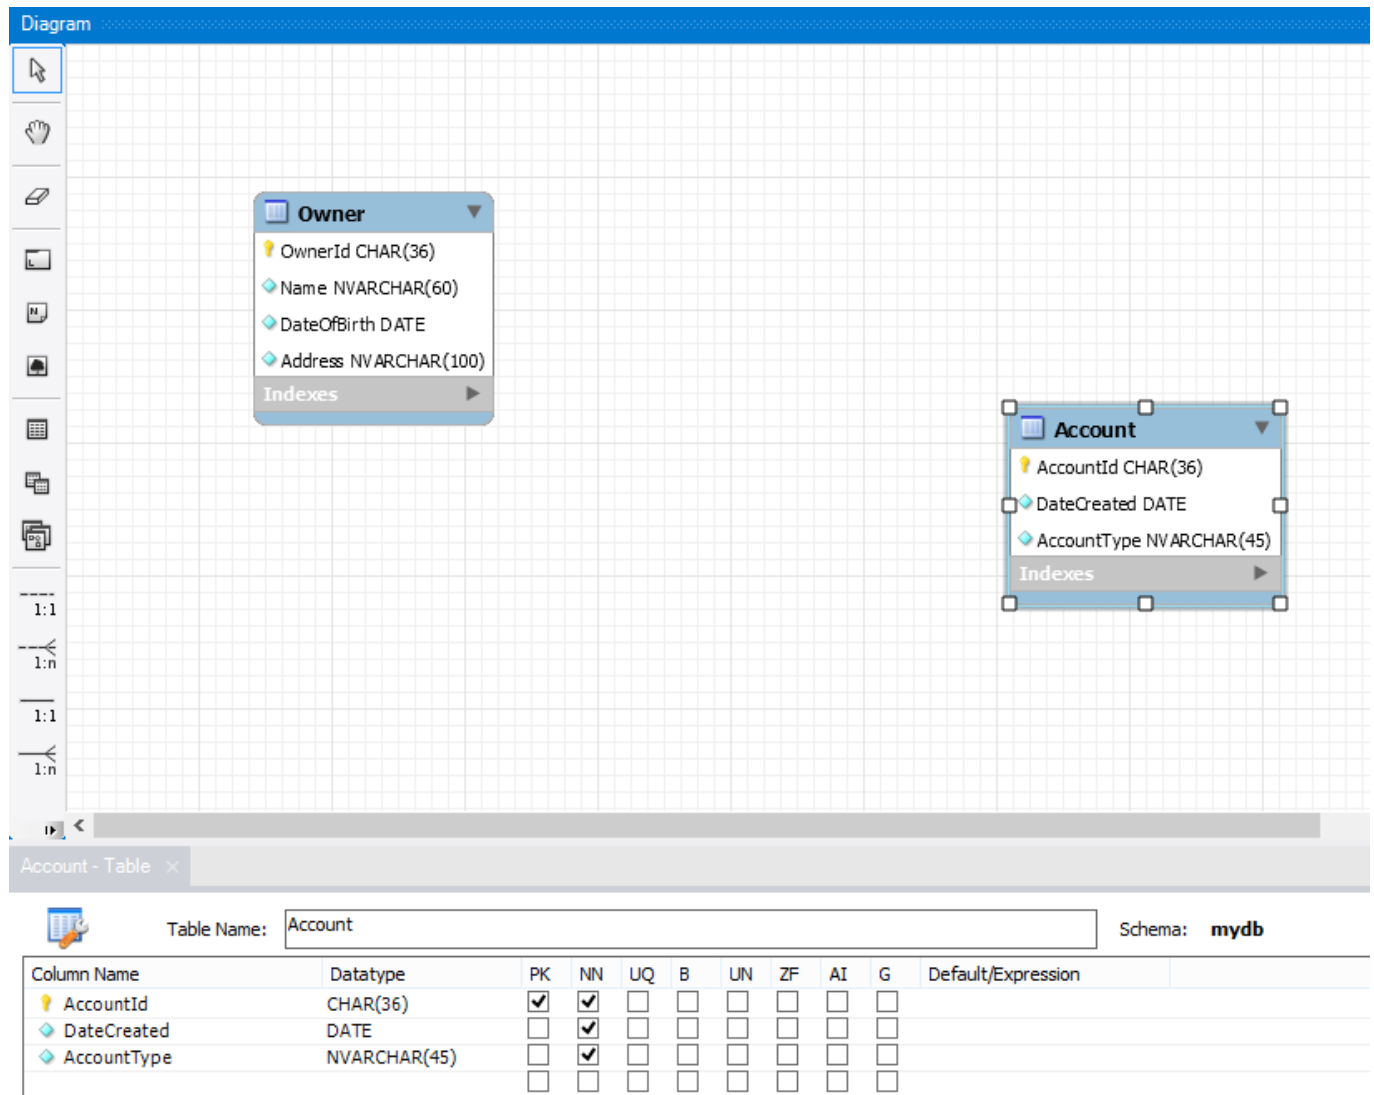 Diagram
Owner
OwnerId CHAR(36)
Name NVARCHAR(60)
DateOfBirth DATE
Address NVARCHAR(100)
Indexes
Account
AccountId CHAR(36)
DateCreated DATE
AccountType NVARCHAR(45)
Indexes
1:1
1:n
1:1
1:n
Account - Table
Table Name: Account Schema: mydb
Column Name Datatype PK NN UQ B UN ZF AI G Default/Expression
AccountId CHAR(36)
DateCreated DATE
AccountType NVARCHAR(45)